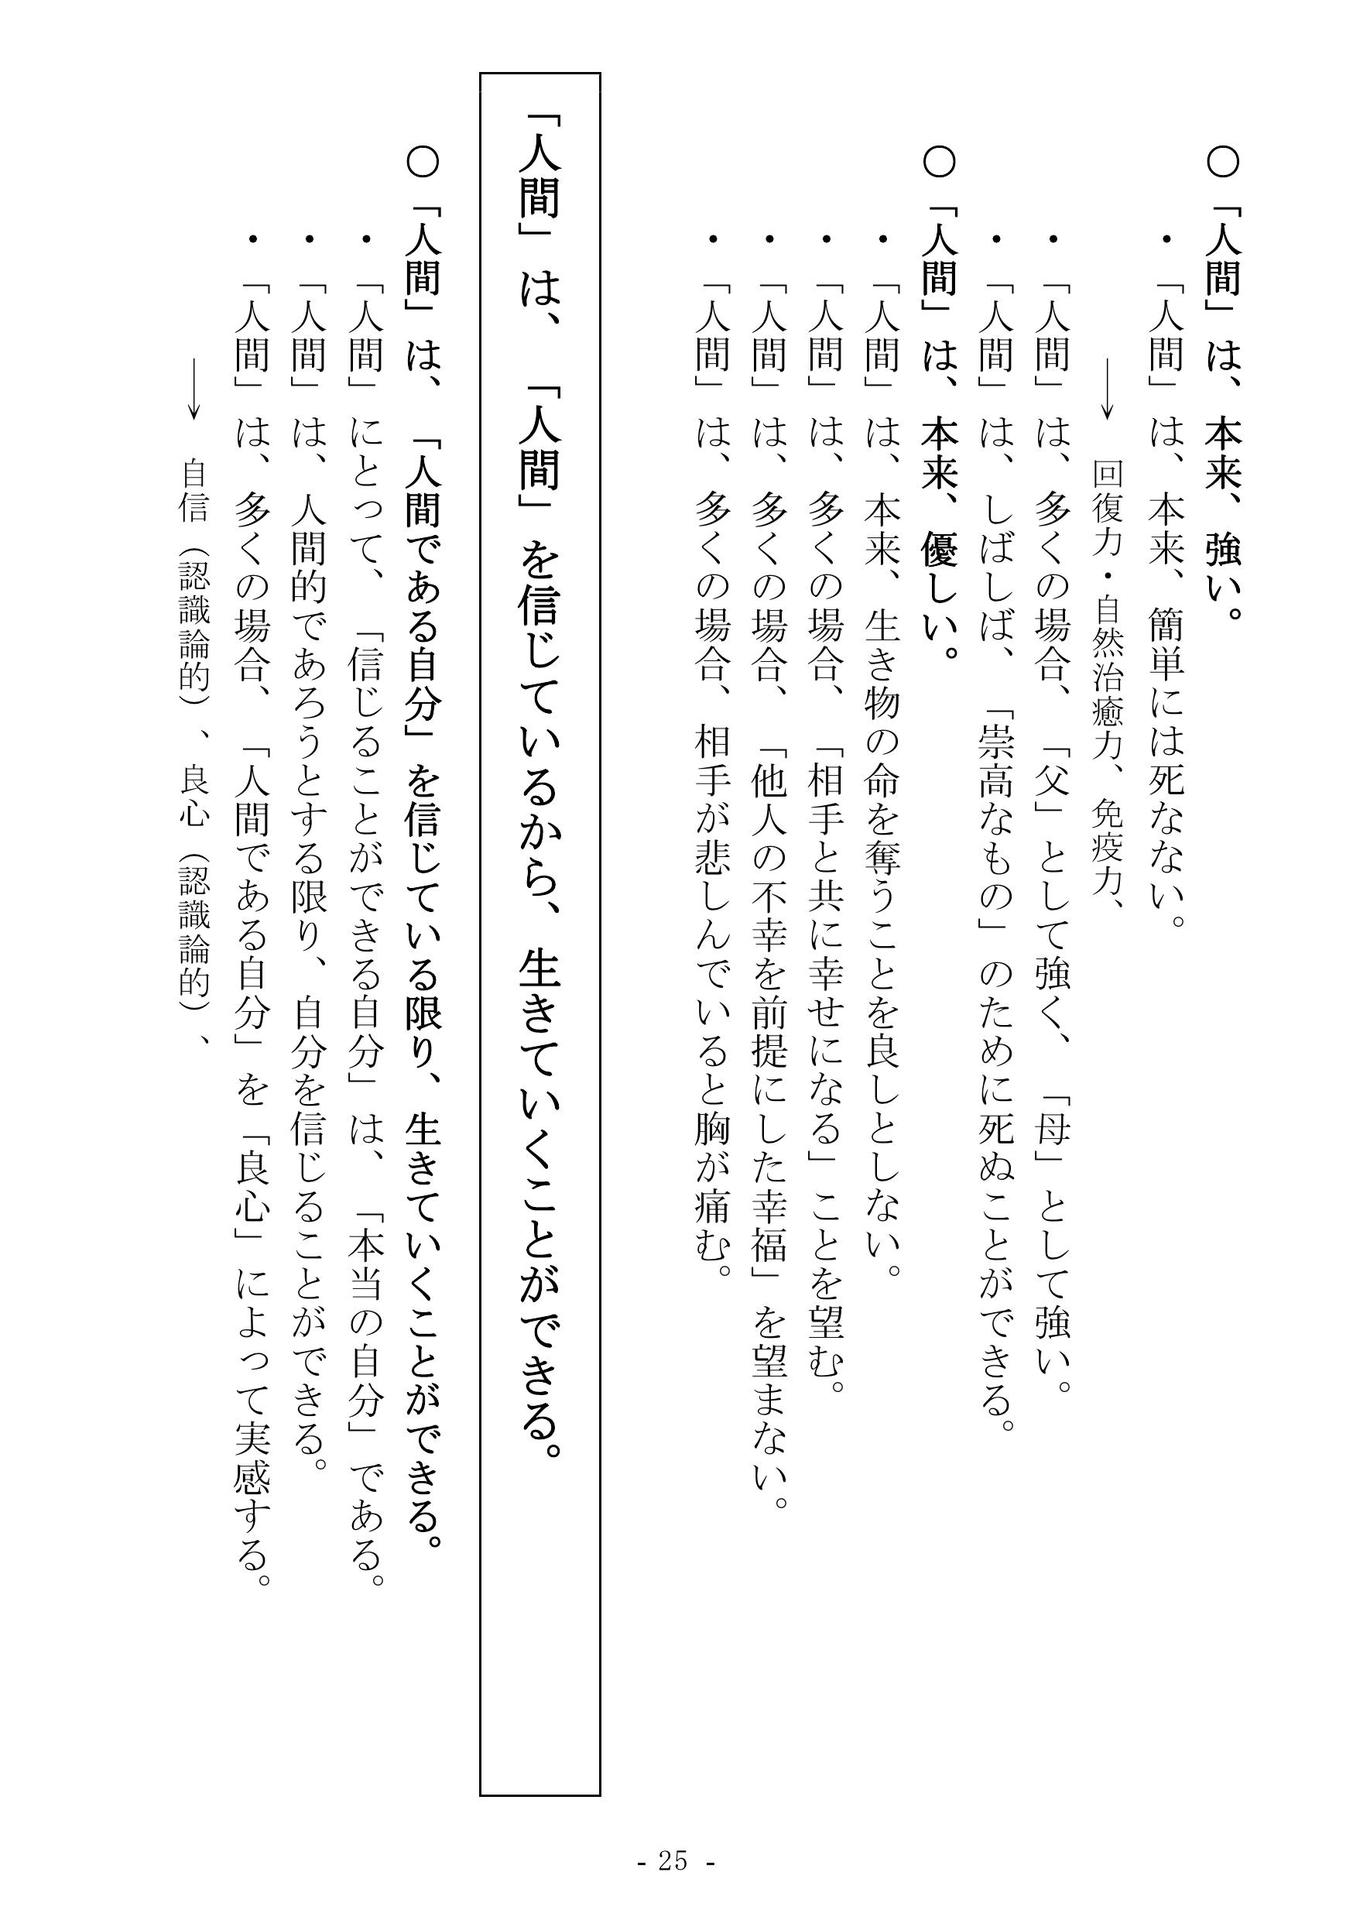 ○「人間」は、本来、強い。
・「人間」は、本来、簡単には死なない。
→ 回復力・自然治癒力、免疫力、
・「人間」は、多くの場合、「父」として強く、「母」として強い。
・「人間」は、しばしば、「崇高なもの」のために死ぬことができる。
○「人間」は、本来、優しい。
・「人間」は、本来、生き物の命を奪うことを良しとしない。
・「人間」は、多くの場合、「相手と共に幸せになる」ことを望む。
・「人間」は、多くの場合、「他人の不幸を前提にした幸福」を望まない。
・「人間」は、多くの場合、相手が悲しんでいると胸が痛む。
「人間」は、「人間」を信じているから、生きていくことができる。
○「人間」は、「人間である自分」を信じている限り、生きていくことができる。
・「人間」にとって、「信じることができる自分」は、「本当の自分」である。
・「人間」は、人間的であろうとする限り、自分を信じることができる。
・「人間」は、多くの場合、「人間である自分」を「良心」によって実感する。
→ 自信（認識論的）、良心（認識論的）、
- 25 -